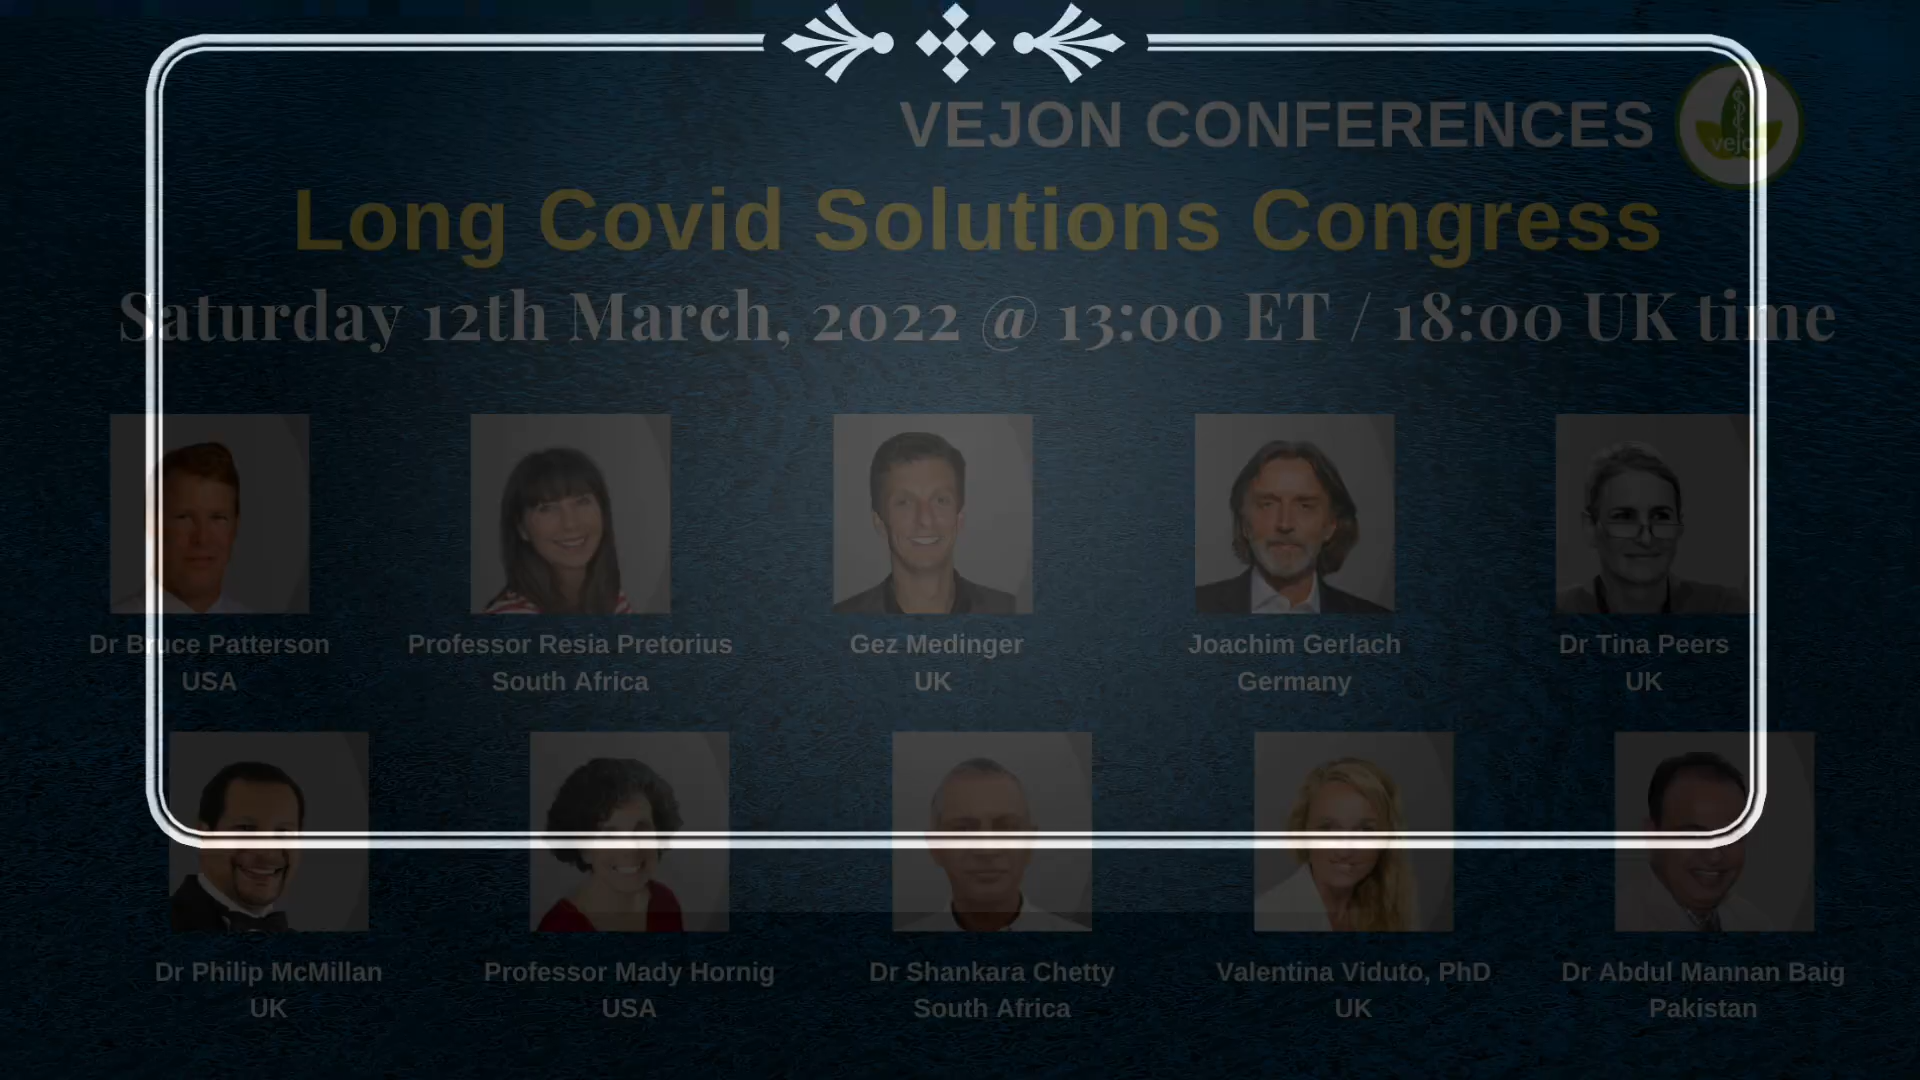 VEJON CONFERENCES
vejon
Long Covid Solutions Congress
Saturday 12th March, 2022 @ 13:00 ET / 18:00 UK time
Dr Bruce Patterson
USA
Professor Resia Pretorius
South Africa
Gez Medinger
UK
Joachim Gerlach
Germany
Dr Tina Peers
UK
Dr Philip McMillan
UK
Professor Mady Hornig
USA
Dr Shankara Chetty
South Africa
Valentina Viduto, PhD
UK
Dr Abdul Mannan Baig
Pakistan